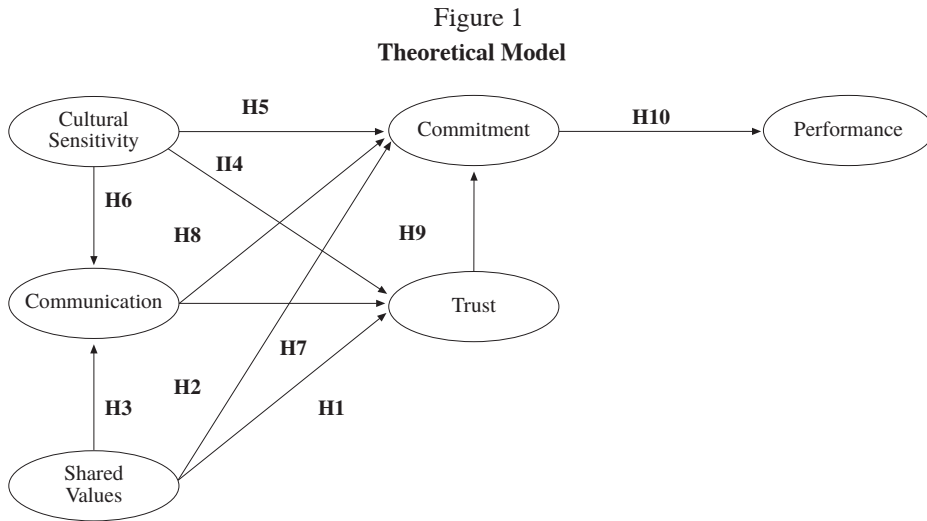 Figure 1
Theoretical Model
H5
H10
Cultural
Sensitivity
Commitment
Performance
II4
H6
H8
H9
Communication
Trust
H7
H2
H3
H1
Shared
Values